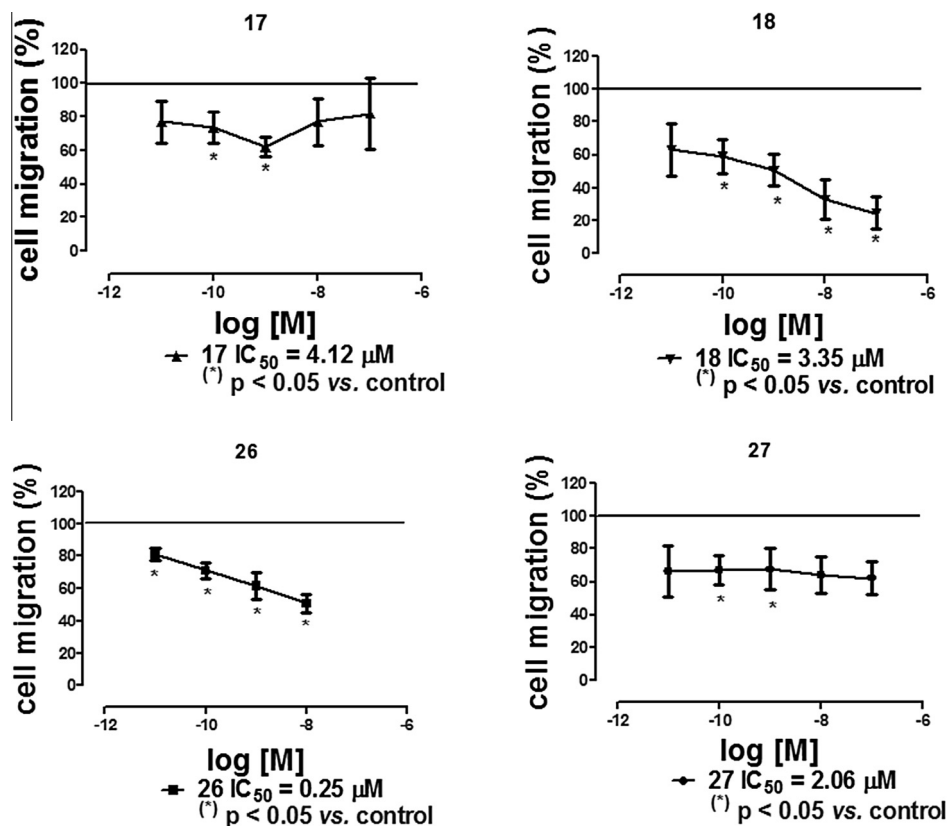 17
cell migration (%)
120
100
80
60
40
20
0
-12 -10 -8 -6
log [M]
17 IC50 = 4.12 μM
(*) p < 0.05 vs. control
* *
18
cell migration (%)
120
100
80
60
40
20
0
-12 -10 -8 -6
log [M]
18 IC50 = 3.35 μM
(*) p < 0.05 vs. control
* * * *
26
cell migration (%)
120
100
80
60
40
20
0
-12 -10 -8 -6
log [M]
26 IC50 = 0.25 μM
(*) p < 0.05 vs. control
* * * *
27
cell migration (%)
120
100
80
60
40
20
0
-12 -10 -8 -6
log [M]
27 IC50 = 2.06 μM
(*) p < 0.05 vs. control
* *